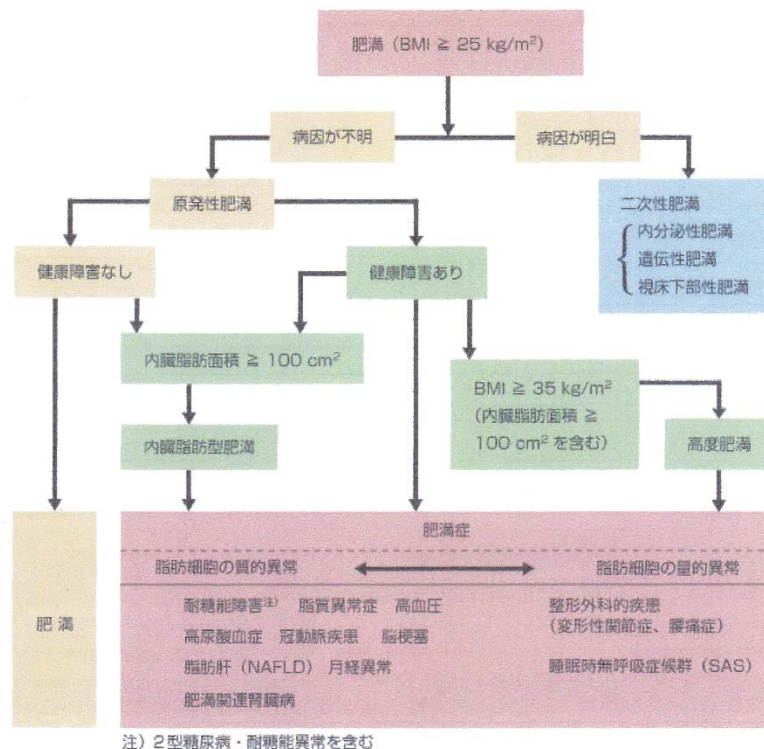 肥満(BMI ≧ 25 kg/m²)
病因が不明
病因が明白
原発性肥満
二次性肥満
内分泌性肥満
遺伝性肥満
視床下部性肥満
健康障害なし
健康障害あり
内臓脂肪面積 ≧ 100 cm²
BMI ≧ 35 kg/m²
(内臓脂肪面積 ≧
100 cm² を含む)
内臓脂肪型肥満
高度肥満
肥満
肥満症
脂肪細胞の質的異常
脂肪細胞の量的異常
耐糖能障害注) 脂質異常症 高血圧
高尿酸血症 冠動脈疾患 脳梗塞
脂肪肝(NAFLD) 月経異常
肥満関連腎臓病
整形外科的疾患
(変形性関節症、腰痛症)
睡眠時無呼吸症候群(SAS)
注)2型糖尿病・耐糖能異常を含む